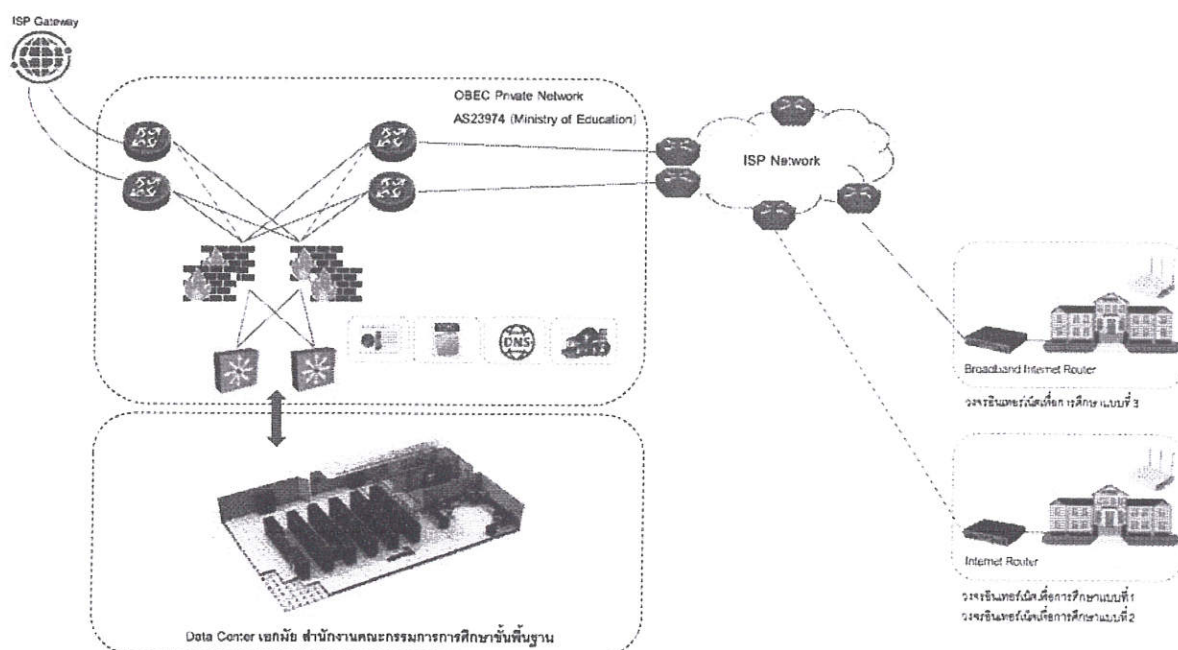 ISP Gateway
OBEC Private Network
AS23974 (Ministry of Education)
ISP Network
DNS
Broadband Internet Router
วงจรอินเทอร์เน็ตเพื่อการศึกษาแบบที่ 3
Internet Router
วงจรอินเทอร์เน็ตเพื่อการศึกษาแบบที่ 1
วงจรอินเทอร์เน็ตเพื่อการศึกษาแบบที่ 2
Data Center เอกมัย สำนักงานคณะกรรมการการศึกษาขั้นพื้นฐาน